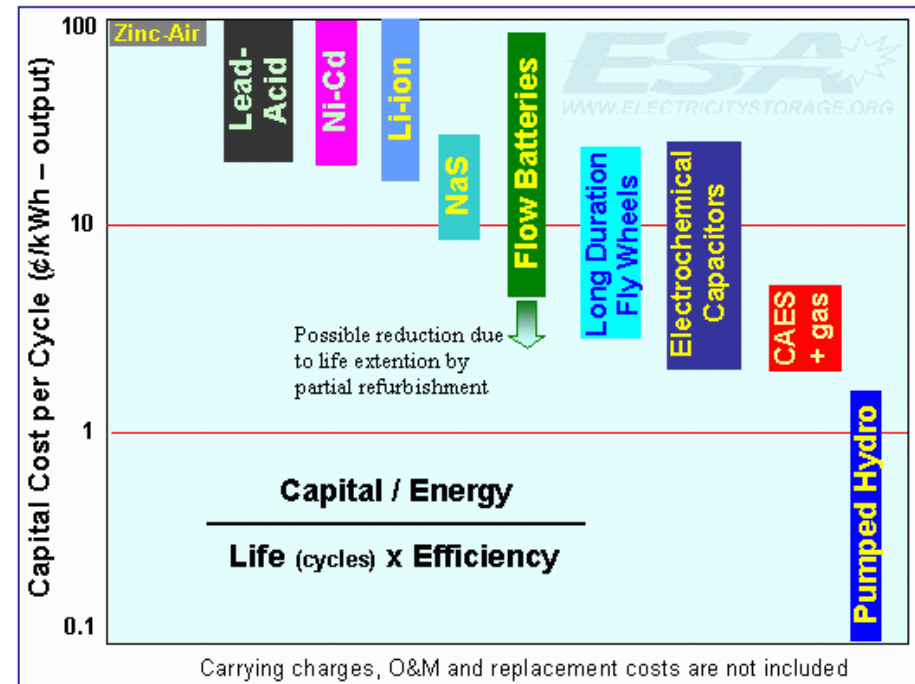 Capital Cost per Cycle (¢/kWh – output)
100
10
1
0.1
Zinc-Air
Lead-
Acid
Ni-Cd
Li-ion
NaS
Flow Batteries
Long Duration
Fly Wheels
Electrochemical
Capacitors
CAES
+ gas
Pumped Hydro
ESA
WWW.ELECTRICITYSTORAGE.ORG
Possible reduction due
to life extention by
partial refurbishment
Capital / Energy
Life (cycles) x Efficiency
Carrying charges, O&M and replacement costs are not included